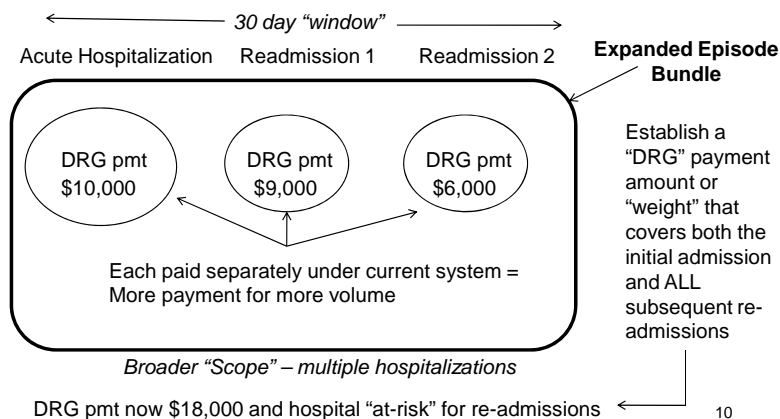 30 day “window”
Acute Hospitalization
Readmission 1
Readmission 2
Expanded Episode
Bundle
DRG pmt
$10,000
DRG pmt
$9,000
DRG pmt
$6,000
Each paid separately under current system =
More payment for more volume
Establish a
“DRG” payment
amount or
“weight” that
covers both the
initial admission
and ALL
subsequent re-
admissions
Broader “Scope” – multiple hospitalizations
DRG pmt now $18,000 and hospital “at-risk” for re-admissions
10